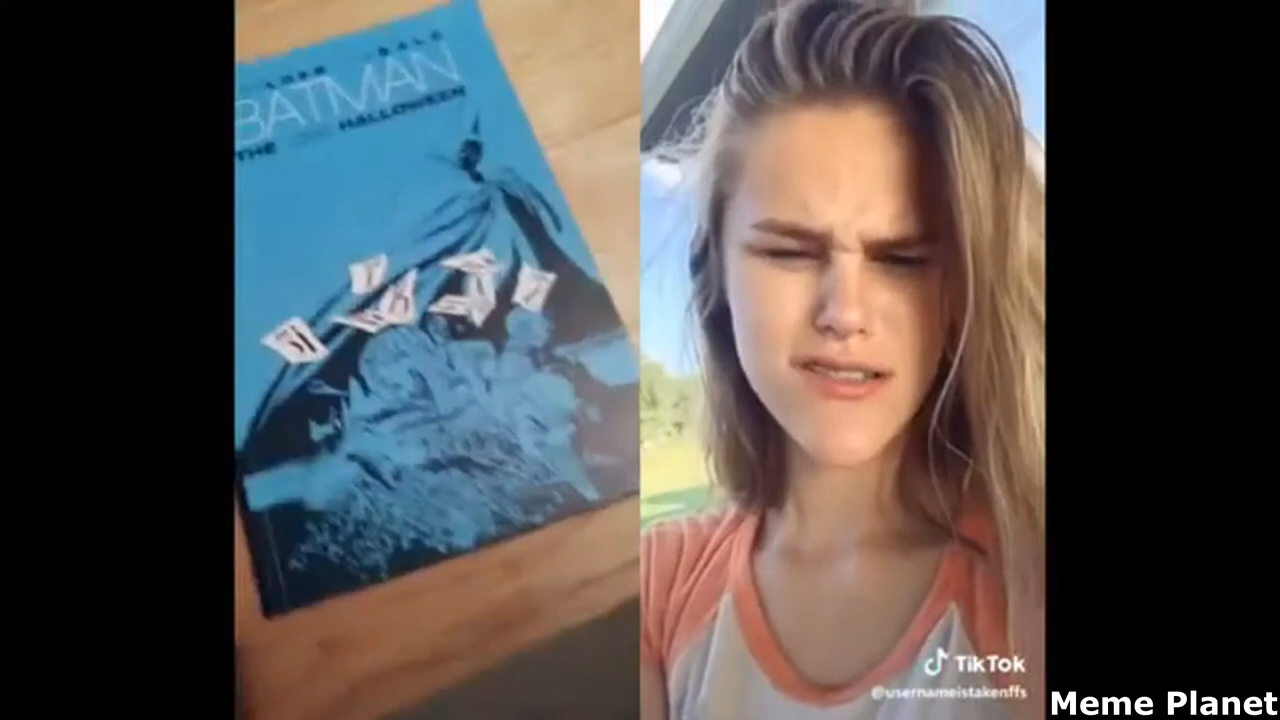 BATMAN
THE HALLOWEEN
TikTok
@usernameistakenffs
Meme Planet